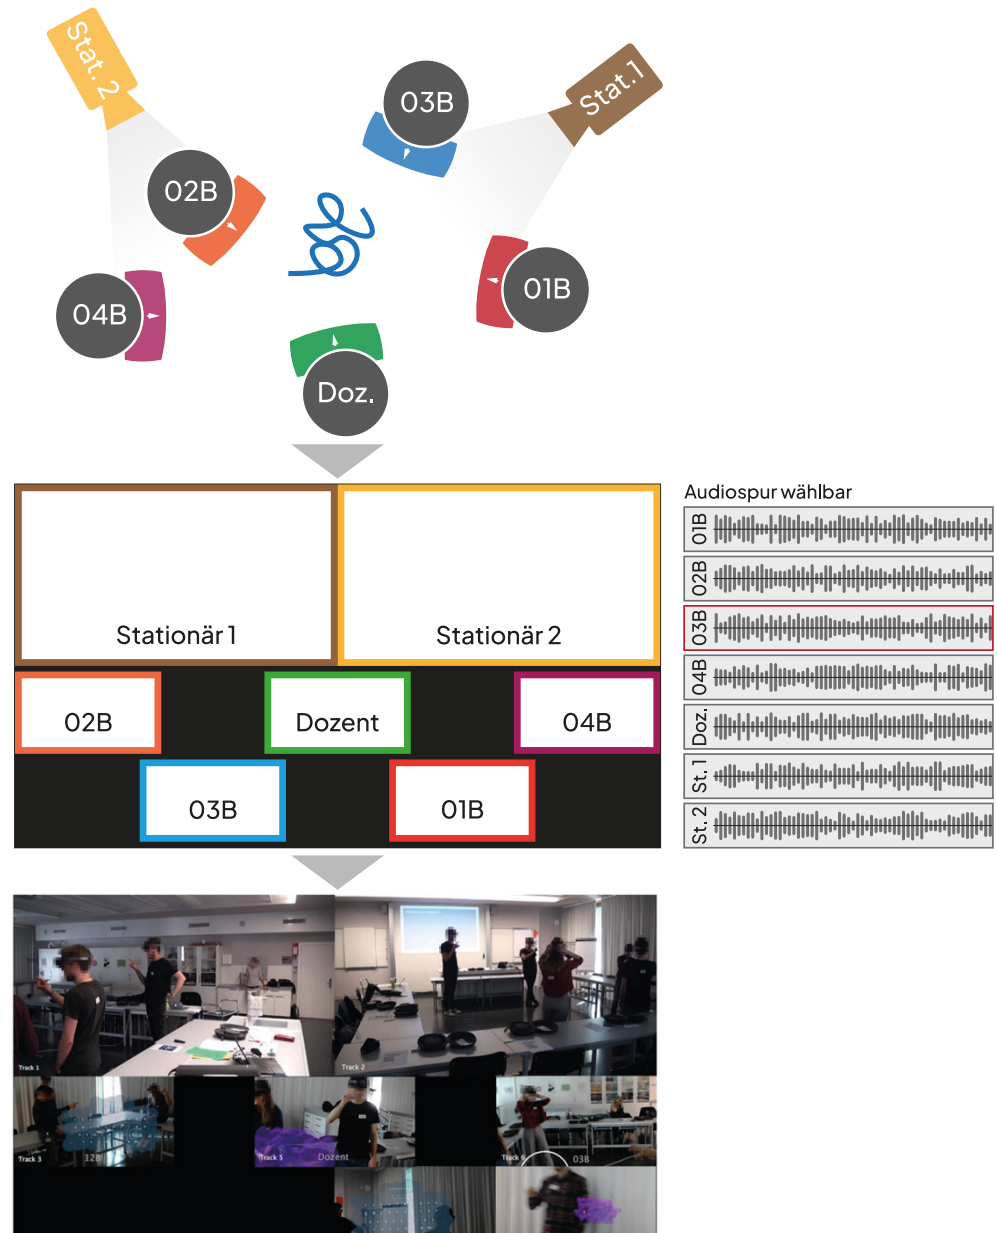 Stat. 2
Stat.1
03B
02B
01B
04B
Doz.
Stationär 1
Stationär 2
02B
Dozent
04B
03B
01B
Audiospur wählbar
01B
02B
03B
04B
Doz.
St. 1
St. 2
Track 1
Track 2
Track 3
12B
Track 5
Dozent
Track 6
03B